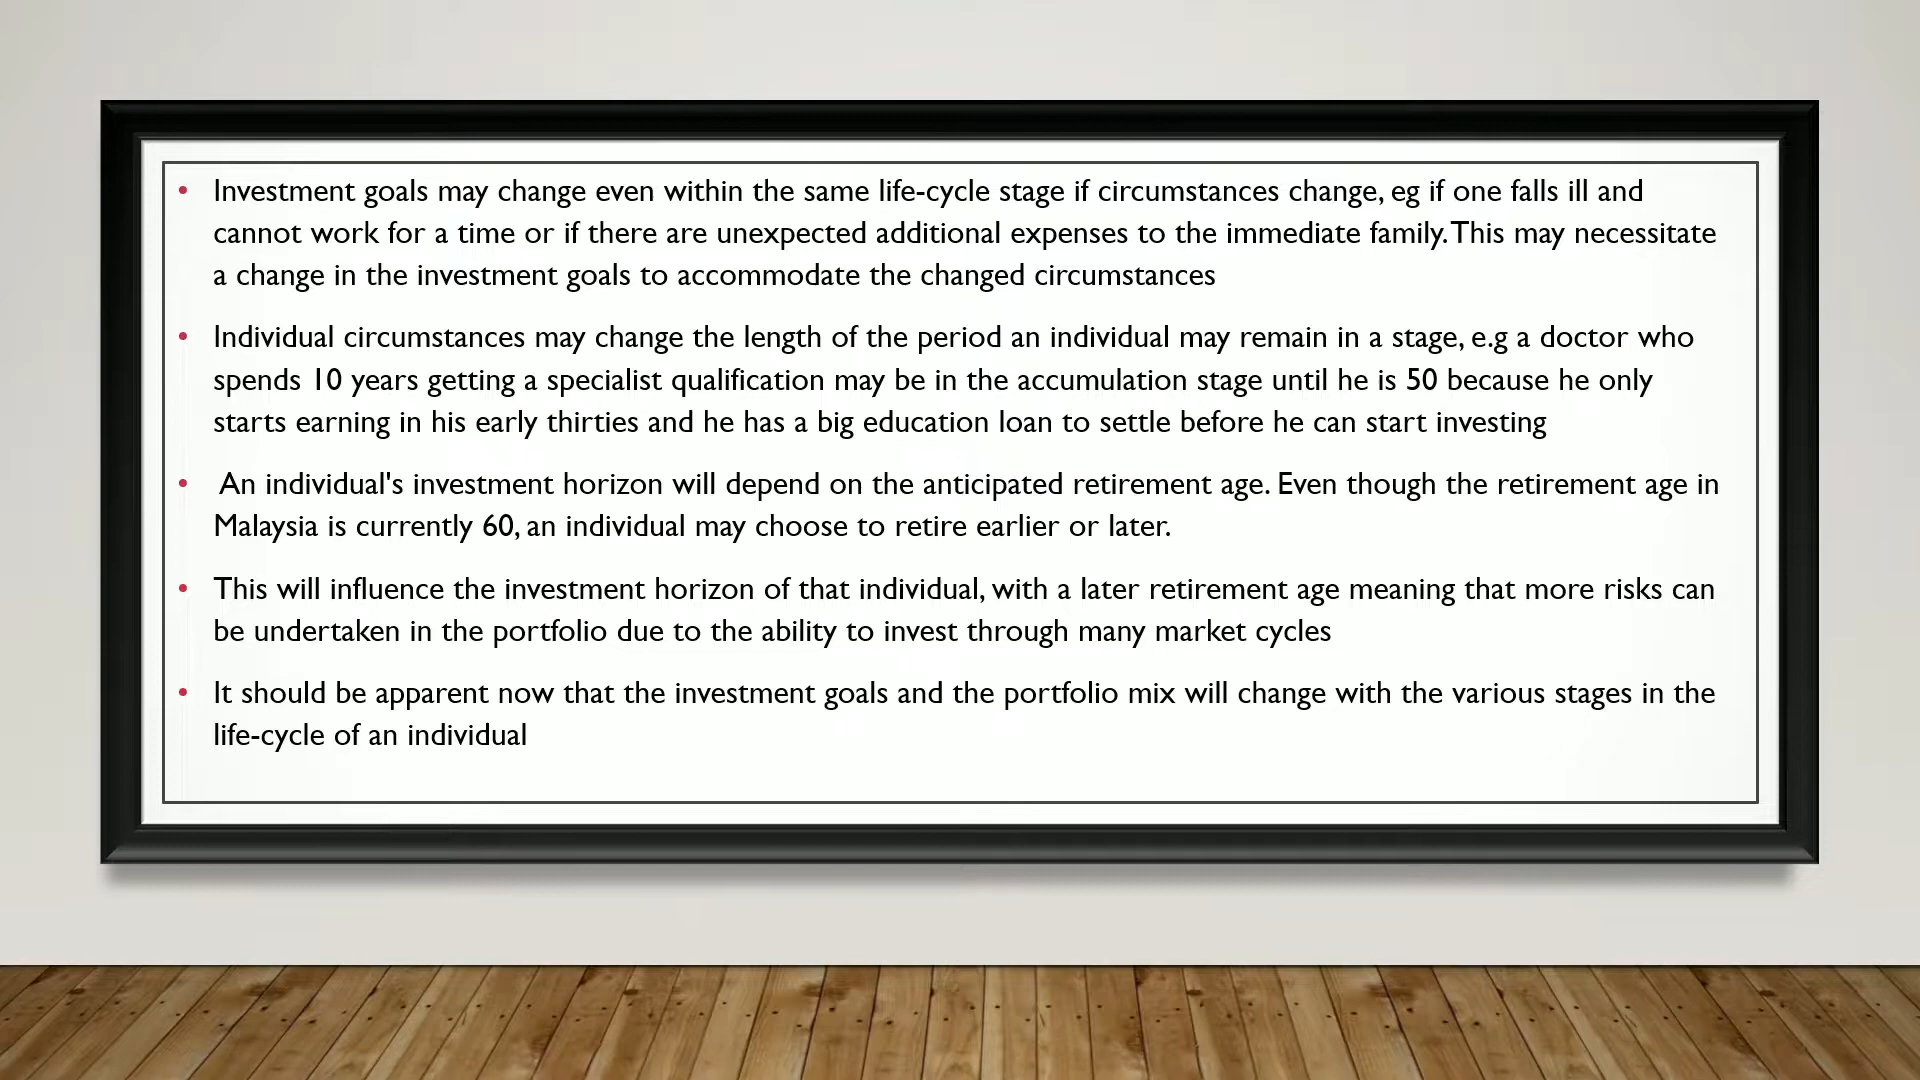 • Investment goals may change even within the same life-cycle stage if circumstances change, eg if one falls ill and
cannot work for a time or if there are unexpected additional expenses to the immediate family. This may necessitate
a change in the investment goals to accommodate the changed circumstances
• Individual circumstances may change the length of the period an individual may remain in a stage, e.g a doctor who
spends 10 years getting a specialist qualification may be in the accumulation stage until he is 50 because he only
starts earning in his early thirties and he has a big education loan to settle before he can start investing
• An individual's investment horizon will depend on the anticipated retirement age. Even though the retirement age in
Malaysia is currently 60, an individual may choose to retire earlier or later.
• This will influence the investment horizon of that individual, with a later retirement age meaning that more risks can
be undertaken in the portfolio due to the ability to invest through many market cycles
• It should be apparent now that the investment goals and the portfolio mix will change with the various stages in the
life-cycle of an individual